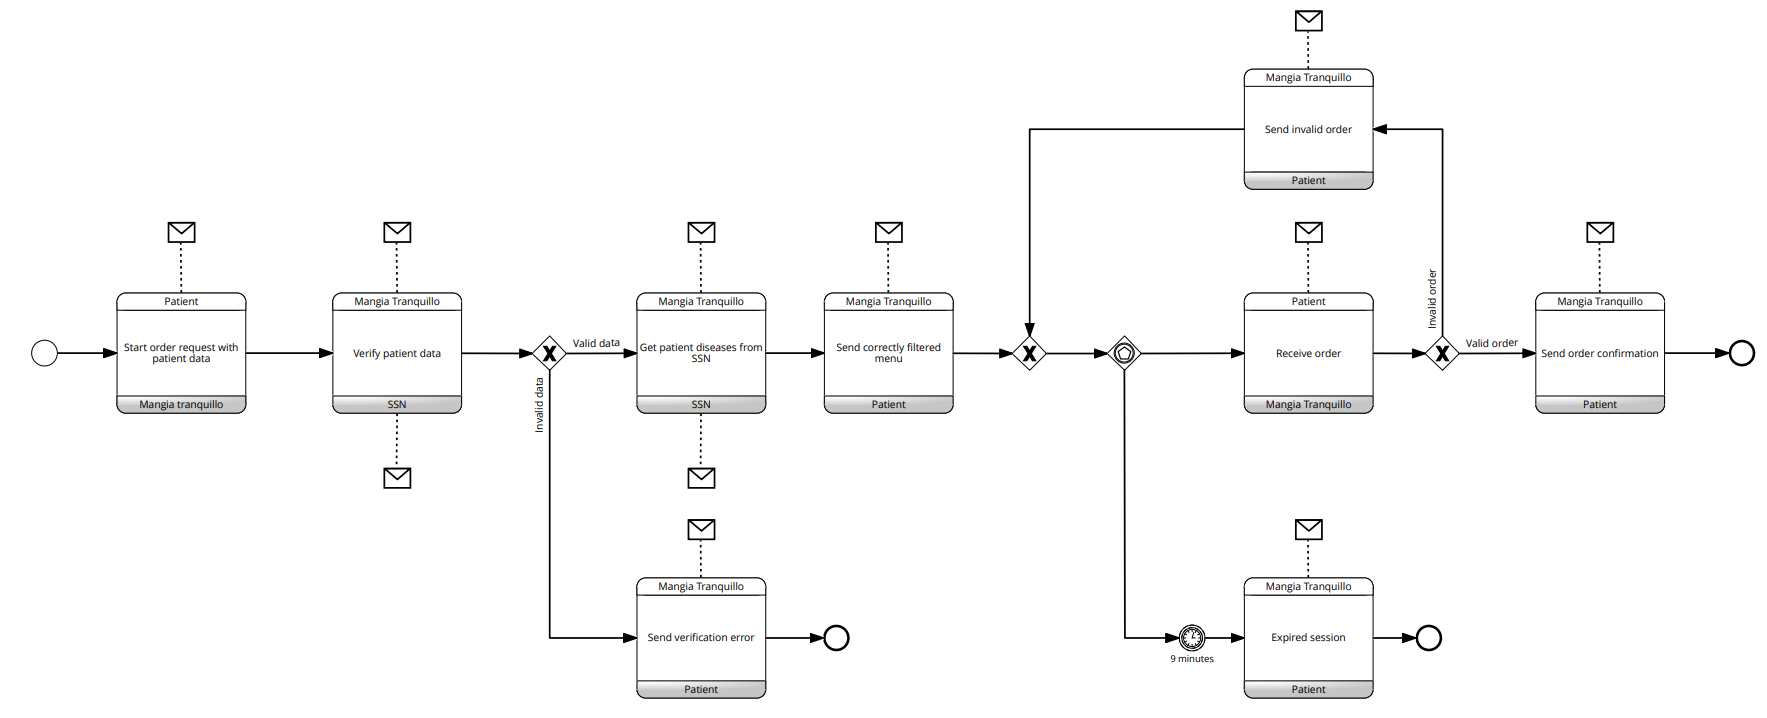 Mangia Tranquillo
Send invalid order
Patient
Patient
Start order request with
patient data
Mangia tranquillo
Mangia Tranquillo
Verify patient data
SSN
Valid data
Invalid data
Mangia Tranquillo
Get patient diseases from
SSN
SSN
Mangia Tranquillo
Send correctly filtered
menu
Patient
Patient
Receive order
Mangia Tranquillo
Invalid order
Valid order
Mangia Tranquillo
Send order confirmation
Patient
Mangia Tranquillo
Send verification error
Patient
9 minutes
Mangia Tranquillo
Expired session
Patient